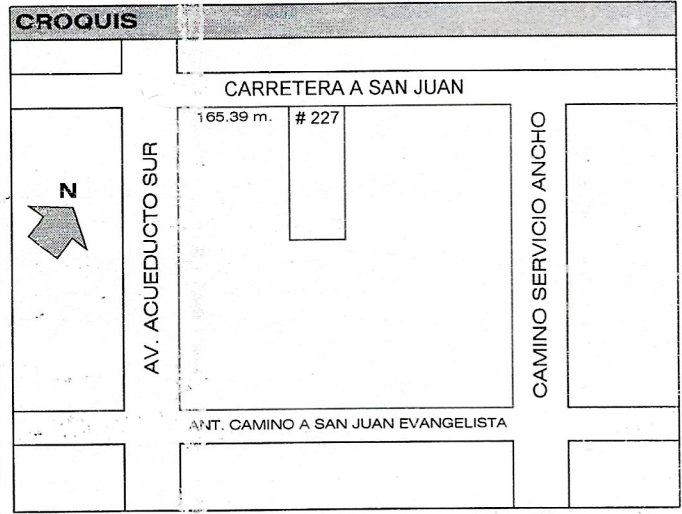 CROQUIS
CARRETERA A SAN JUAN
165.39 m.
# 227
N
AV. ACUEDUCTO SUR
CAMINO SERVICIO ANCHO
ANT. CAMINO A SAN JUAN EVANGELISTA